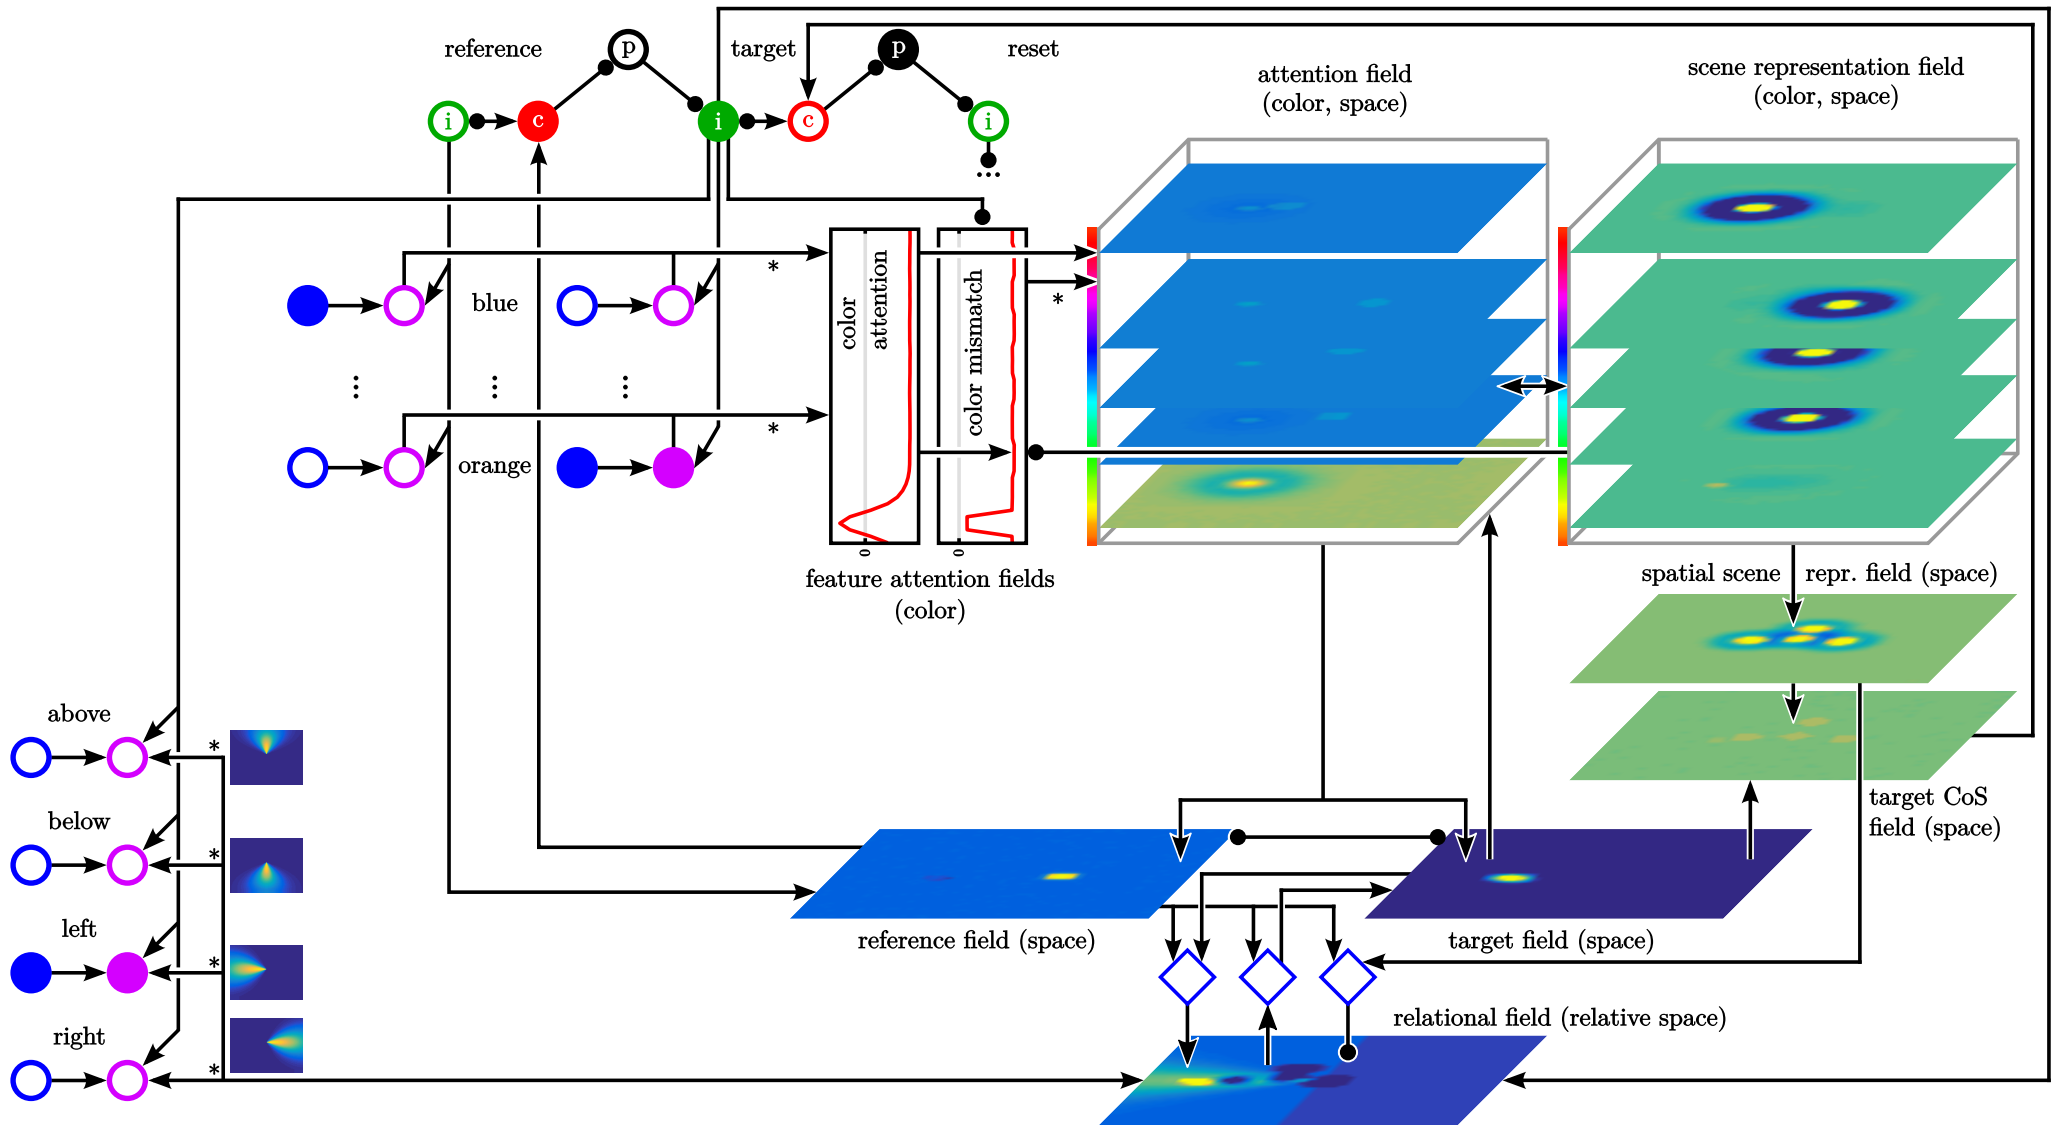 reference
p
target
p
reset
i
c
i
c
i
...
attention field
(color, space)
scene representation field
(color, space)
*
*
blue
color
attention
color mismatch
...
...
...
*
orange
0
0
feature attention fields
(color)
spatial scene
repr. field (space)
target CoS
field (space)
above
*
below
*
left
*
right
*
reference field (space)
target field (space)
relational field (relative space)